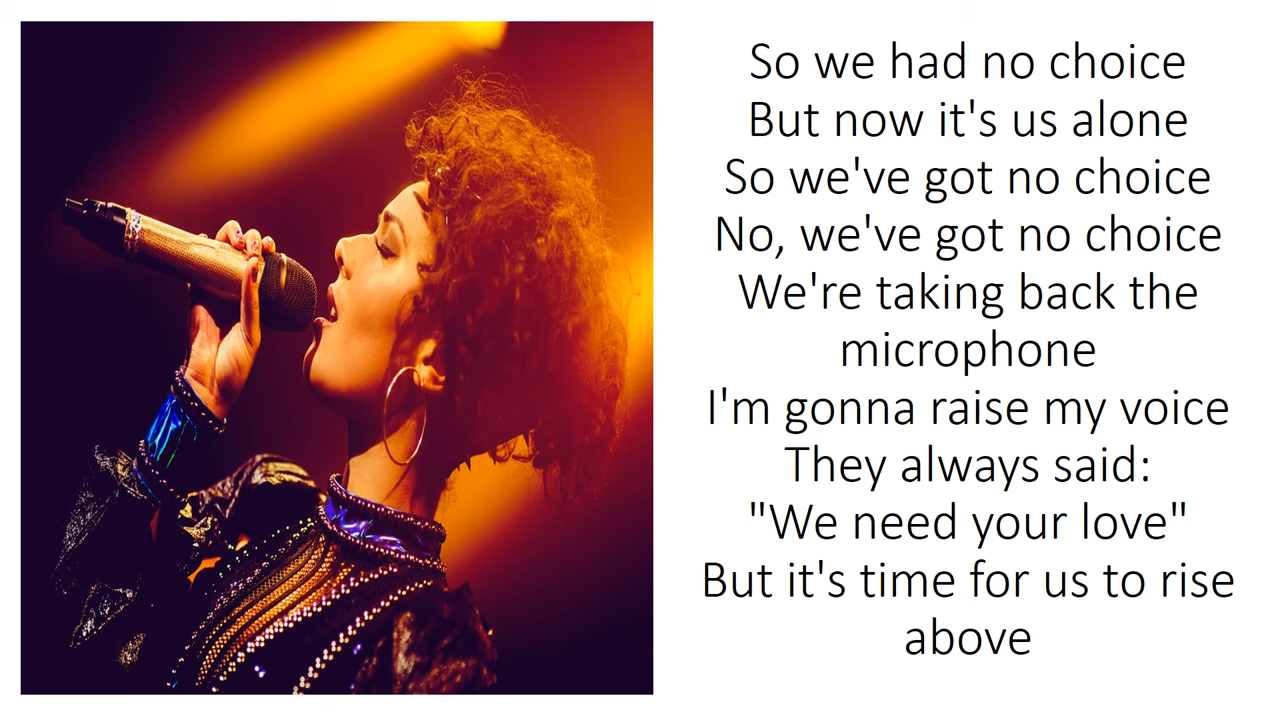 So we had no choice
But now it's us alone
So we've got no choice
No, we've got no choice
We're taking back the
microphone
I'm gonna raise my voice
They always said:
"We need your love"
But it's time for us to rise
above